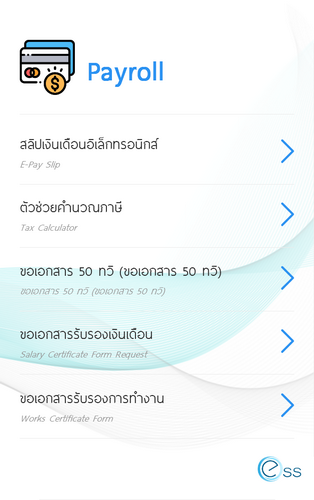 Payroll
สลิปเงินเดือนอิเล็กทรอนิกส์
E-Pay Slip
ตัวช่วยคำนวณภาษี
Tax Calculator
ขอเอกสาร 50 ทวิ (ขอเอกสาร 50 ทวิ)
ขอเอกสาร 50 ทวิ (ขอเอกสาร 50 ทวิ)
ขอเอกสารรับรองเงินเดือน
Salary Certificate Form Request
ขอเอกสารรับรองการทำงาน
Works Certificate Form
ess